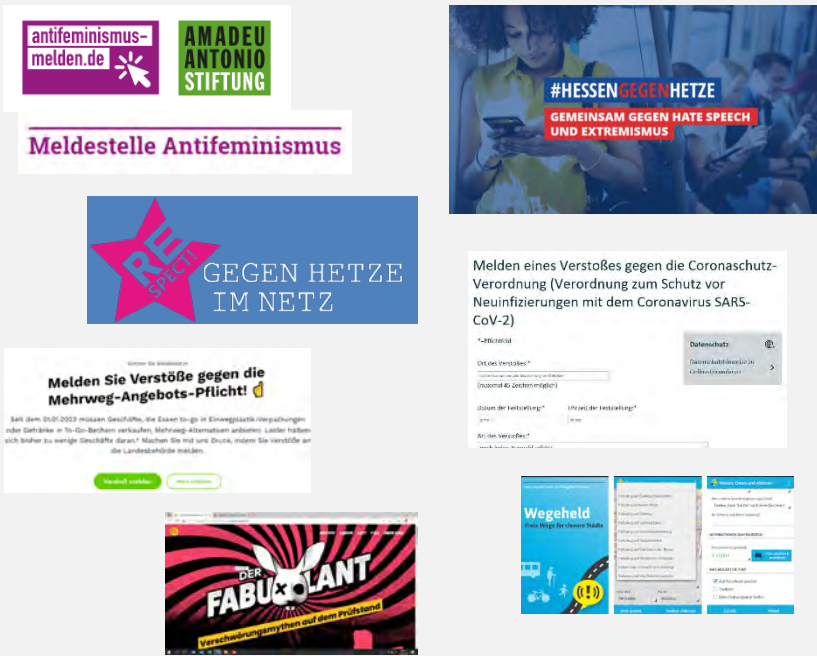 antifeminismus-
melden.de
AMADEU
ANTONIO
STIFTUNG
Meldestelle Antifeminismus
#HESSENGEGENHETZE
GEMEINSAM GEGEN HATE SPEECH
UND EXTREMISMUS
RE
SPECT!
GEGEN HETZE
IM NETZ
Melden eines Verstoßes gegen die Coronaschutz-
Verordnung (Verordnung zum Schutz vor
Neuinfizierungen mit dem Coronavirus SARS-
CoV-2)
*-Pflichtfeld
Ort des Verstoßes:*
(maximal 45 Zeichen möglich)
Datum der Feststellung:*
Uhrzeit der Feststellung:*
Art des Verstoßes:*
Datenschutz
Melden Sie Verstöße gegen die
Mehrweg-Angebots-Pflicht!
Seit dem 01.01.2023 müssen Geschäfte, die Essen to-go in Einwegplastik-Verpackungen
oder Getränke in To-Go-Bechern verkaufen, Mehrweg-Alternativen anbieten. Leider halten
sich bisher zu wenige Geschäfte daran.* Machen Sie mit uns Druck, indem Sie Verstöße an
die Landesbehörde melden.
Verstoß melden
DER
FABULANT
Verschwörungsmythen auf dem Prüfstand
Wegeheld
Freie Wege für clevere Städte